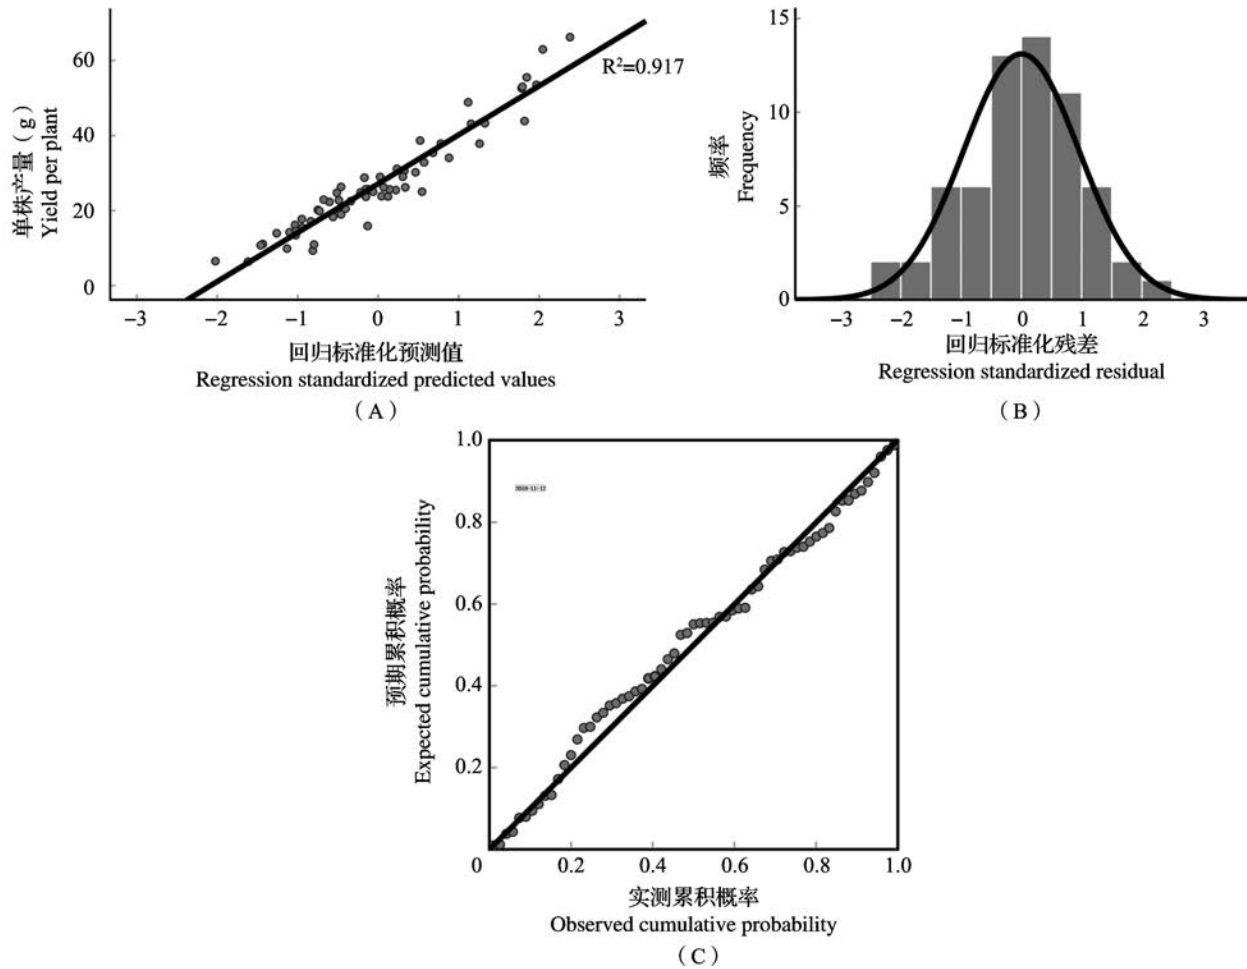 60
40
20
0
单株产量（g）
Yield per plant
R²=0.917
−3
−2
−1
0
1
2
3
回归标准化预测值
Regression standardized predicted values
（A）
15
10
5
0
频率
Frequency
−3
−2
−1
0
1
2
3
回归标准化残差
Regression standardized residual
（B）
1.0
0.8
0.6
0.4
0.2
预期累积概率
Expected cumulative probability
0
0.2
0.4
0.6
0.8
1.0
实测累积概率
Observed cumulative probability
（C）